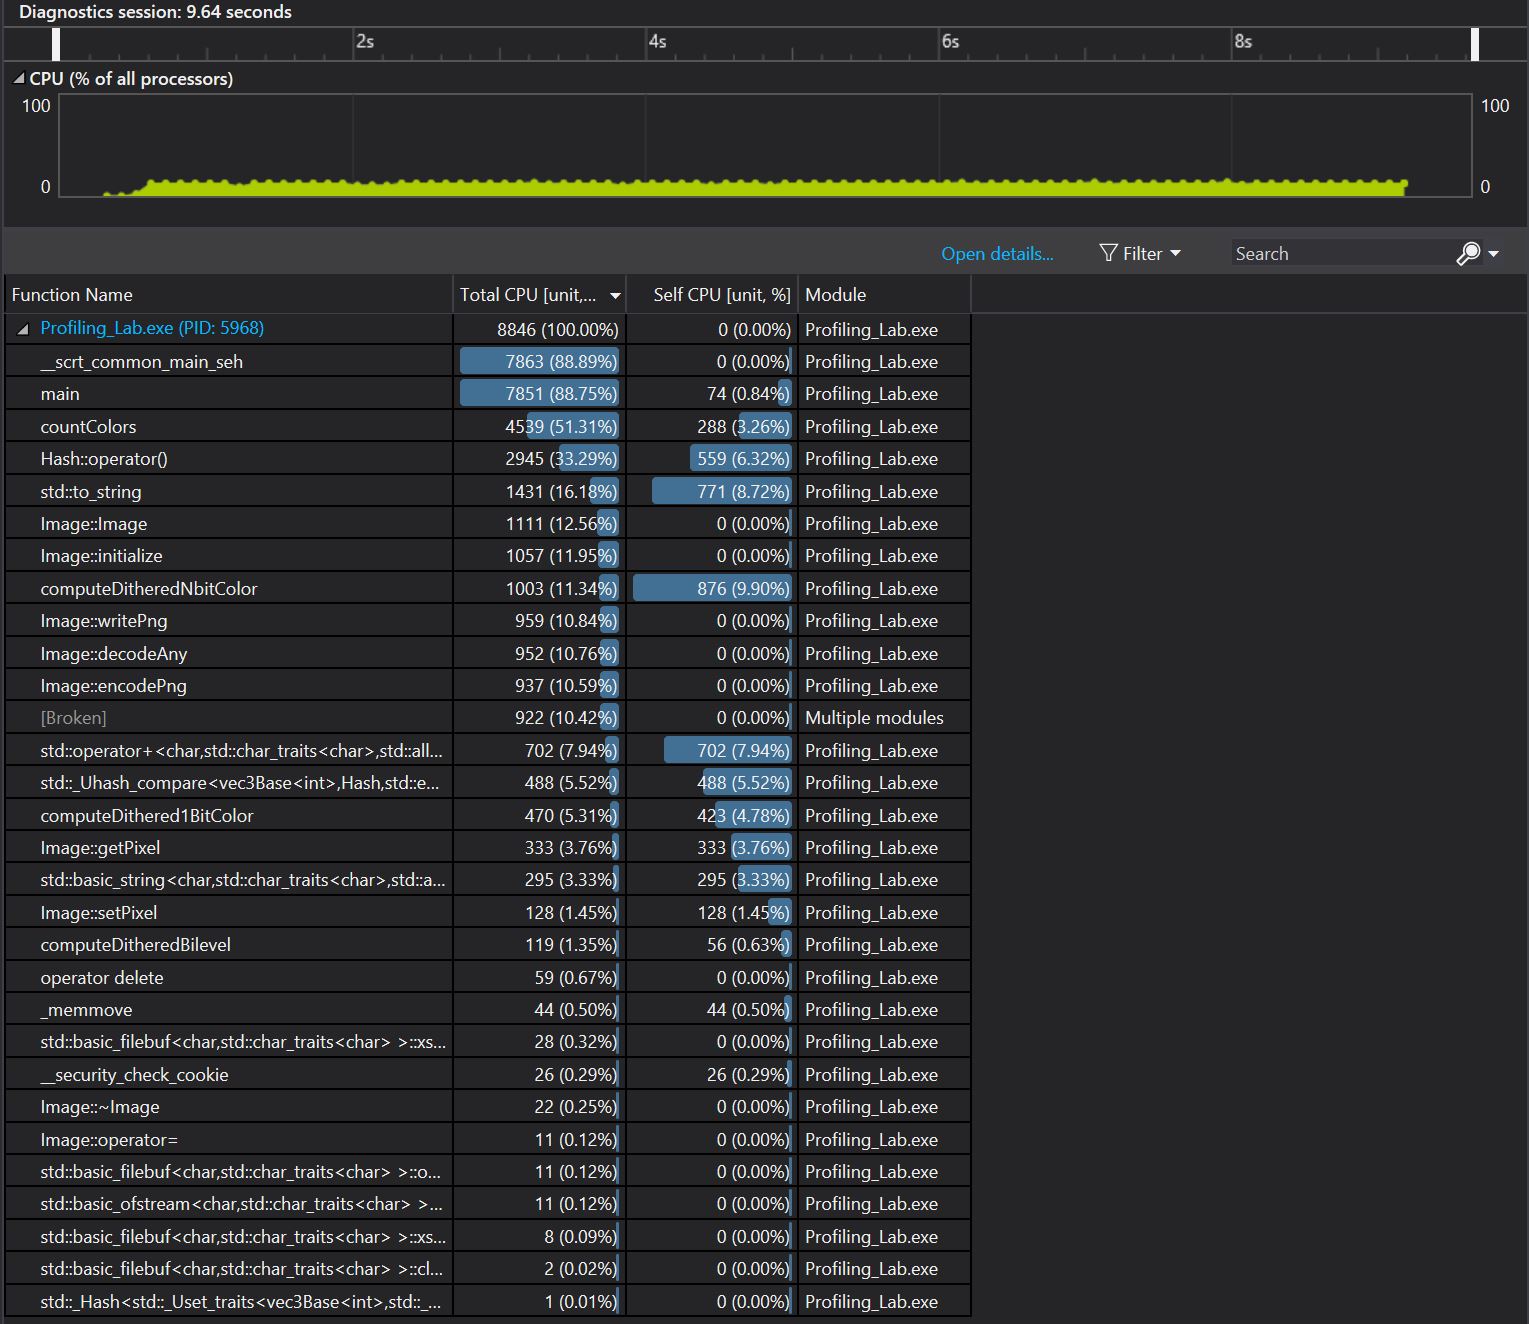 Diagnostics session: 9.64 seconds
2s 4s 6s 8s
CPU (% of all processors)
100 100
0 0
Open details... Filter Search
Function Name Total CPU [unit,... Self CPU [unit, %] Module
Profiling_Lab.exe (PID: 5968) 8846 (100.00%) 0 (0.00%) Profiling_Lab.exe
__scrt_common_main_seh 7863 (88.89%) 0 (0.00%) Profiling_Lab.exe
main 7851 (88.75%) 74 (0.84%) Profiling_Lab.exe
countColors 4539 (51.31%) 288 (3.26%) Profiling_Lab.exe
Hash::operator() 2945 (33.29%) 559 (6.32%) Profiling_Lab.exe
std::to_string 1431 (16.18%) 771 (8.72%) Profiling_Lab.exe
Image::Image 1111 (12.56%) 0 (0.00%) Profiling_Lab.exe
Image::initialize 1057 (11.95%) 0 (0.00%) Profiling_Lab.exe
computeDitheredNbitColor 1003 (11.34%) 876 (9.90%) Profiling_Lab.exe
Image::writePng 959 (10.84%) 0 (0.00%) Profiling_Lab.exe
Image::decodeAny 952 (10.76%) 0 (0.00%) Profiling_Lab.exe
Image::encodePng 937 (10.59%) 0 (0.00%) Profiling_Lab.exe
[Broken] 922 (10.42%) 0 (0.00%) Multiple modules
std::operator+<char,std::char_traits<char>,std::all... 702 (7.94%) 702 (7.94%) Profiling_Lab.exe
std::_Uhash_compare<vec3Base<int>,Hash,std::e... 488 (5.52%) 488 (5.52%) Profiling_Lab.exe
computeDithered1BitColor 470 (5.31%) 423 (4.78%) Profiling_Lab.exe
Image::getPixel 333 (3.76%) 333 (3.76%) Profiling_Lab.exe
std::basic_string<char,std::char_traits<char>,std::a... 295 (3.33%) 295 (3.33%) Profiling_Lab.exe
Image::setPixel 128 (1.45%) 128 (1.45%) Profiling_Lab.exe
computeDitheredBilevel 119 (1.35%) 56 (0.63%) Profiling_Lab.exe
operator delete 59 (0.67%) 0 (0.00%) Profiling_Lab.exe
_memmove 44 (0.50%) 44 (0.50%) Profiling_Lab.exe
std::basic_filebuf<char,std::char_traits<char> >::xs... 28 (0.32%) 0 (0.00%) Profiling_Lab.exe
__security_check_cookie 26 (0.29%) 26 (0.29%) Profiling_Lab.exe
Image::~Image 22 (0.25%) 0 (0.00%) Profiling_Lab.exe
Image::operator= 11 (0.12%) 0 (0.00%) Profiling_Lab.exe
std::basic_filebuf<char,std::char_traits<char> >::o... 11 (0.12%) 0 (0.00%) Profiling_Lab.exe
std::basic_ofstream<char,std::char_traits<char> >... 11 (0.12%) 0 (0.00%) Profiling_Lab.exe
std::basic_filebuf<char,std::char_traits<char> >::xs... 8 (0.09%) 0 (0.00%) Profiling_Lab.exe
std::basic_filebuf<char,std::char_traits<char> >::cl... 2 (0.02%) 0 (0.00%) Profiling_Lab.exe
std::_Hash<std::_Uset_traits<vec3Base<int>,std::_... 1 (0.01%) 0 (0.00%) Profiling_Lab.exe